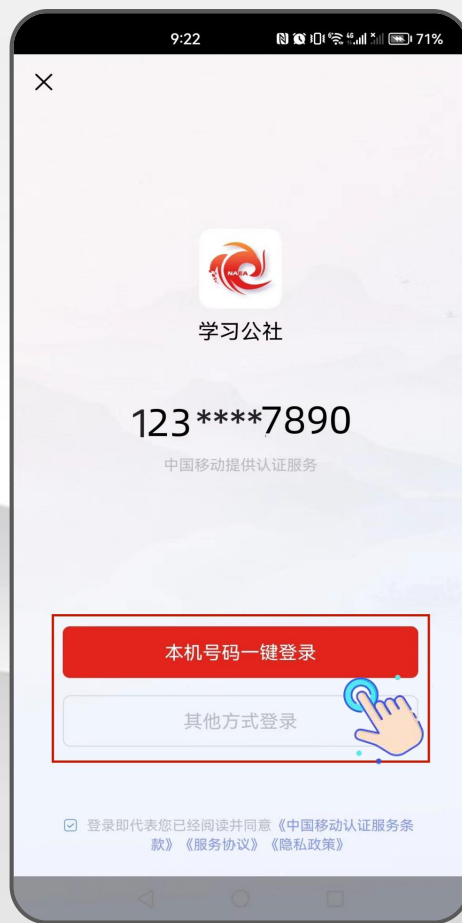 9:22 71%
NAEA
学习公社
123****7890
中国移动提供认证服务
本机号码一键登录
其他方式登录
登录即代表您已经阅读并同意《中国移动认证服务条
款》《服务协议》《隐私政策》